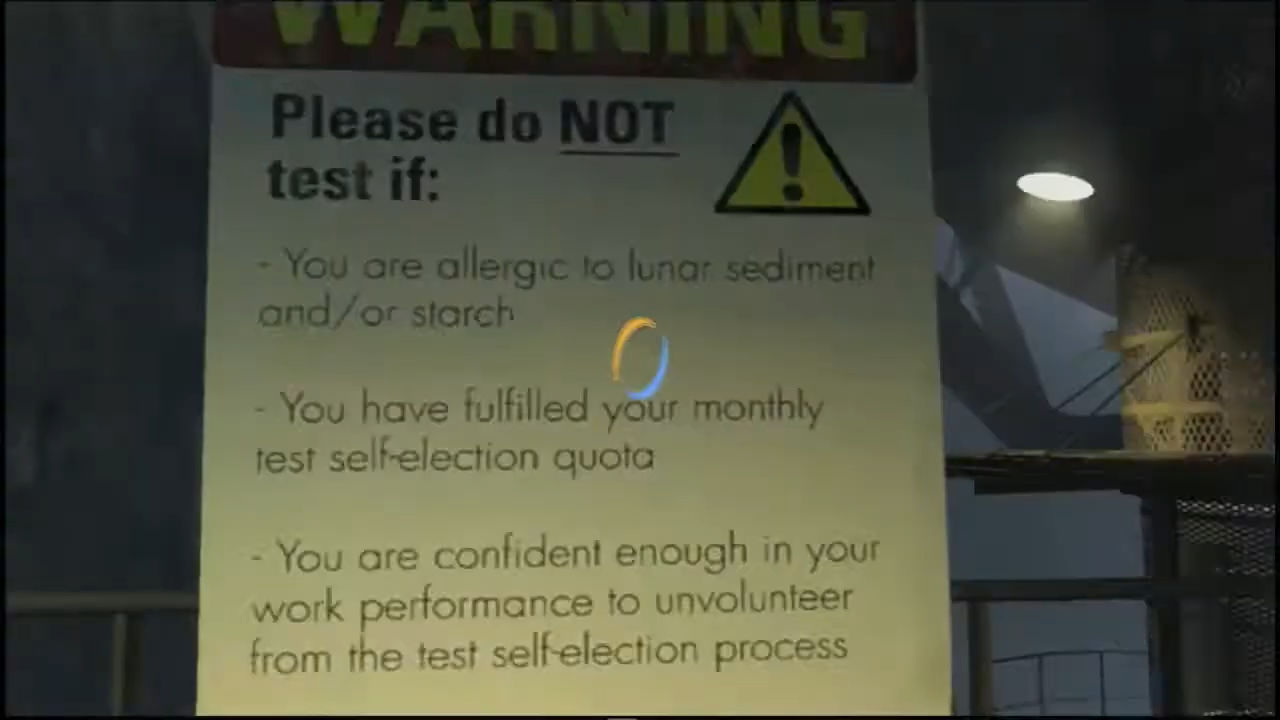 WARNING
Please do NOT
test if:
- You are allergic to lunar sediment
and/or starch
- You have fulfilled your monthly
test self-election quota
- You are confident enough in your
work performance to unvolunteer
from the test self-election process